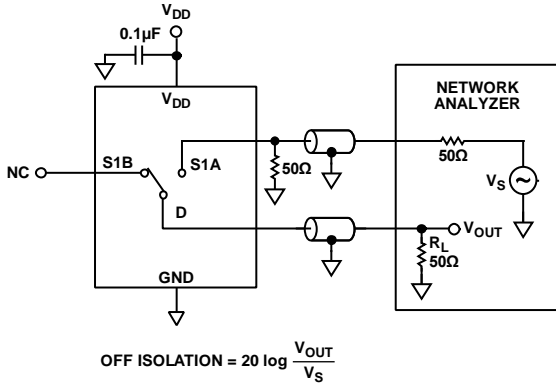 VDD
0.1µF
VDD
NETWORK
ANALYZER
S1B
S1A
NC
50Ω
50Ω
VS
D
VOUT
RL
50Ω
GND
OFF ISOLATION = 20 log VOUT
VS